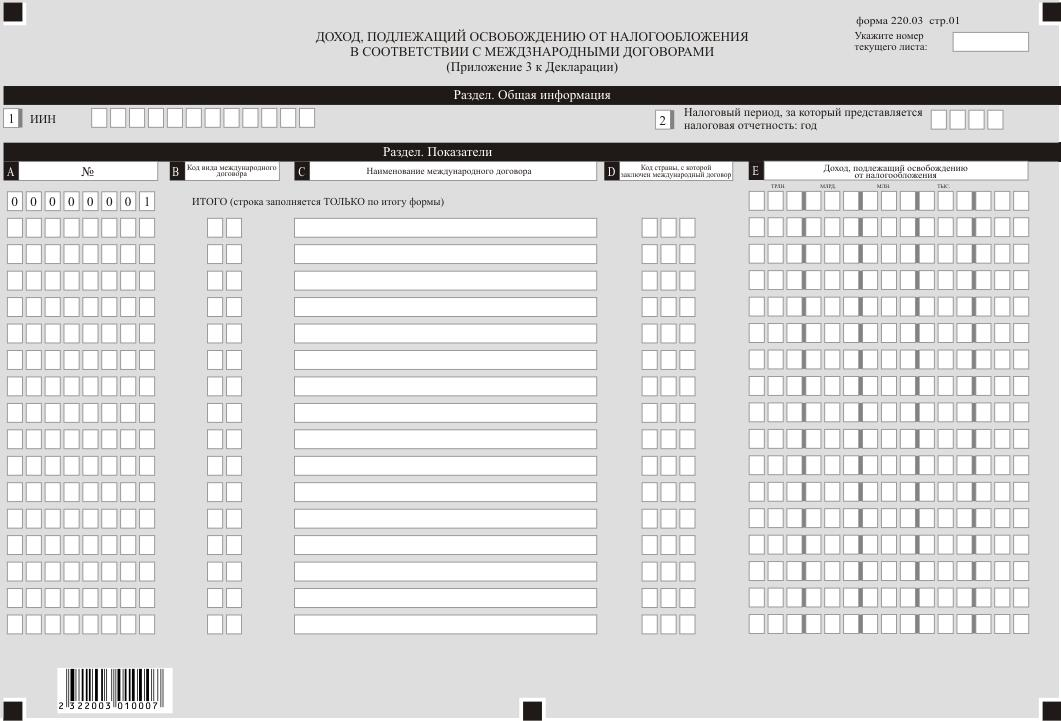 форма 220.03 стр.01
ДОХОД, ПОДЛЕЖАЩИЙ ОСВОБОЖДЕНИЮ ОТ НАЛОГООБЛОЖЕНИЯ
В СООТВЕТСТВИИ С МЕЖДЗНАРОДНЫМИ ДОГОВОРАМИ
(Приложение 3 к Декларации)
Укажите номер
текущего листа:
Раздел. Общая информация
1 ИИН
2 Налоговый период, за который представляется
налоговая отчетность: год
Раздел. Показатели
A №
B Код вида международного
договора
C Наименование международного договора
D Код страны, с которой
заключен международный договор
E Доход, подлежащий освобождению
от налогообложения
ТРЛН. МЛРД. МЛН. ТЫС.
0 0 0 0 0 0 0 1 ИТОГО (строка заполняется ТОЛЬКО по итогу формы)
2 322003 010007